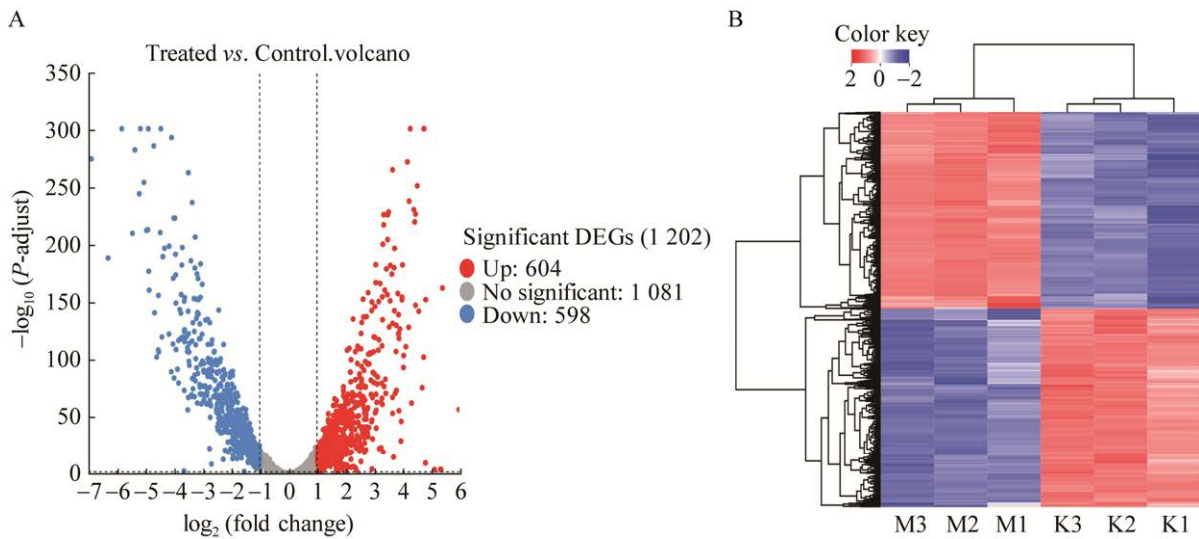 A
Treated vs. Control.volcano
350
300
250
200
150
100
50
0
−log10 (P-adjust)
−7 −6 −5 −4 −3 −2 −1 0 1 2 3 4 5 6
log2 (fold change)
Significant DEGs (1 202)
Up: 604
No significant: 1 081
Down: 598
B
Color key
2 0 −2
M3 M2 M1 K3 K2 K1